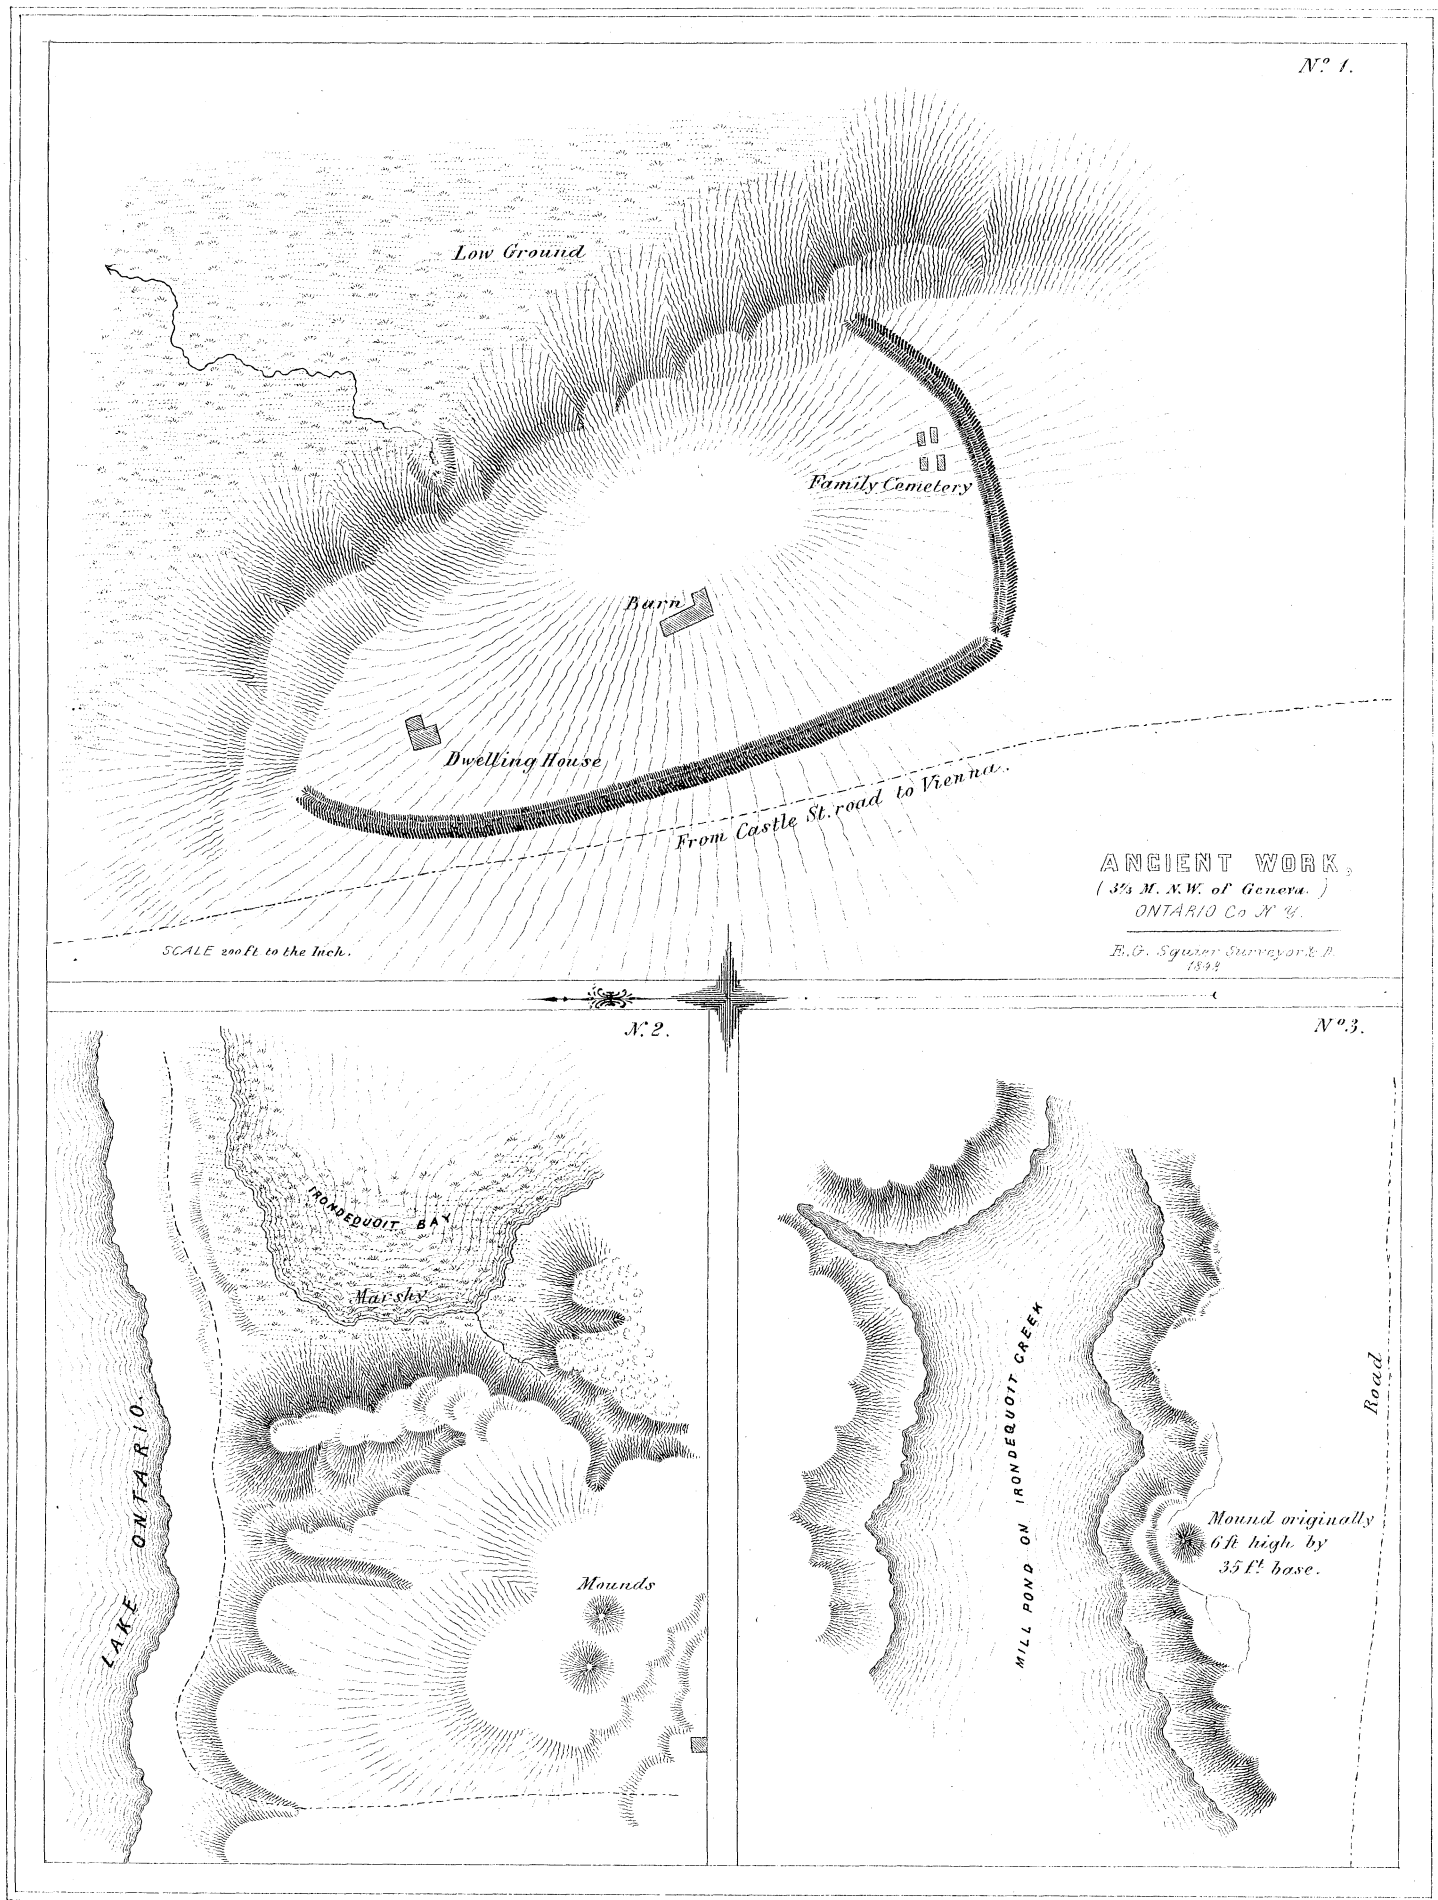 Nº 1.
Low Ground
Family Cemetery
Barn
Dwelling House
From Castle St. road to Vienna.
ANCIENT WORK,
M. N.W. of Geneva. )
ONTARIO Co N Y.
SCALE 200 ft to the Inch.
E.G. Squier Surveyor
N. 2.
IRONDEQUOIT BAY
Marshy
LAKE ONTARIO.
Mounds
Nº 3.
MILL POND ON IRONDEQUOIT CREEK
Road
Mound originally
6 ft high by
35 ft. base.